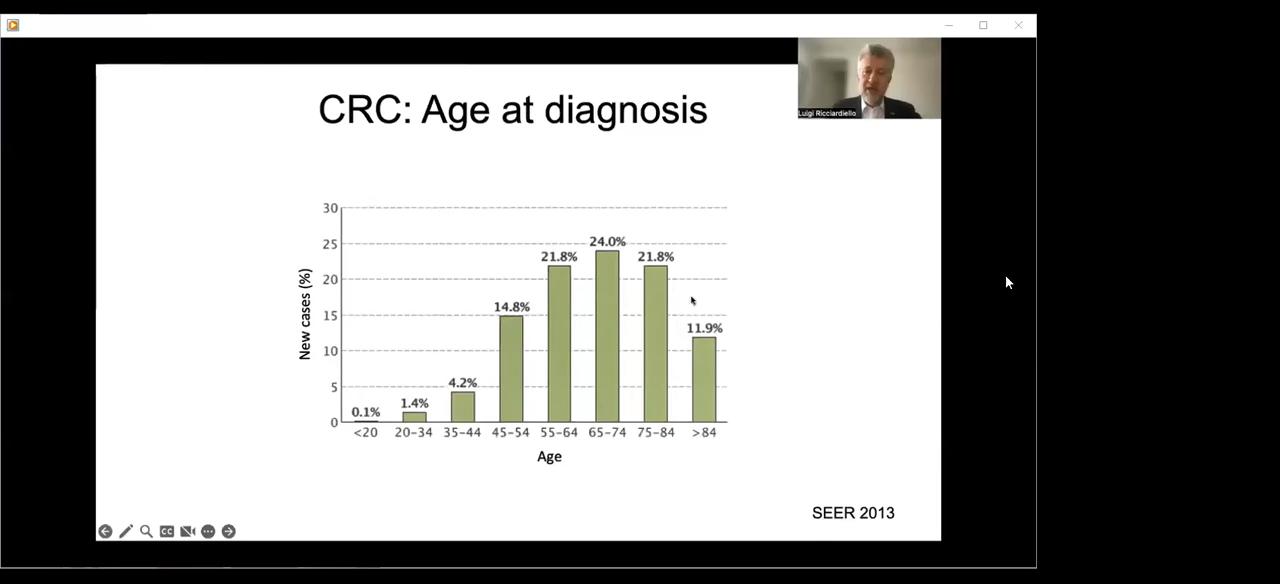 CRC: Age at diagnosis
Luigi Ricciardiello
New cases (%)
30
25
20
15
10
5
0
0.1%
1.4%
4.2%
14.8%
21.8%
24.0%
21.8%
11.9%
<20 20-34 35-44 45-54 55-64 65-74 75-84 >84
Age
SEER 2013
CC